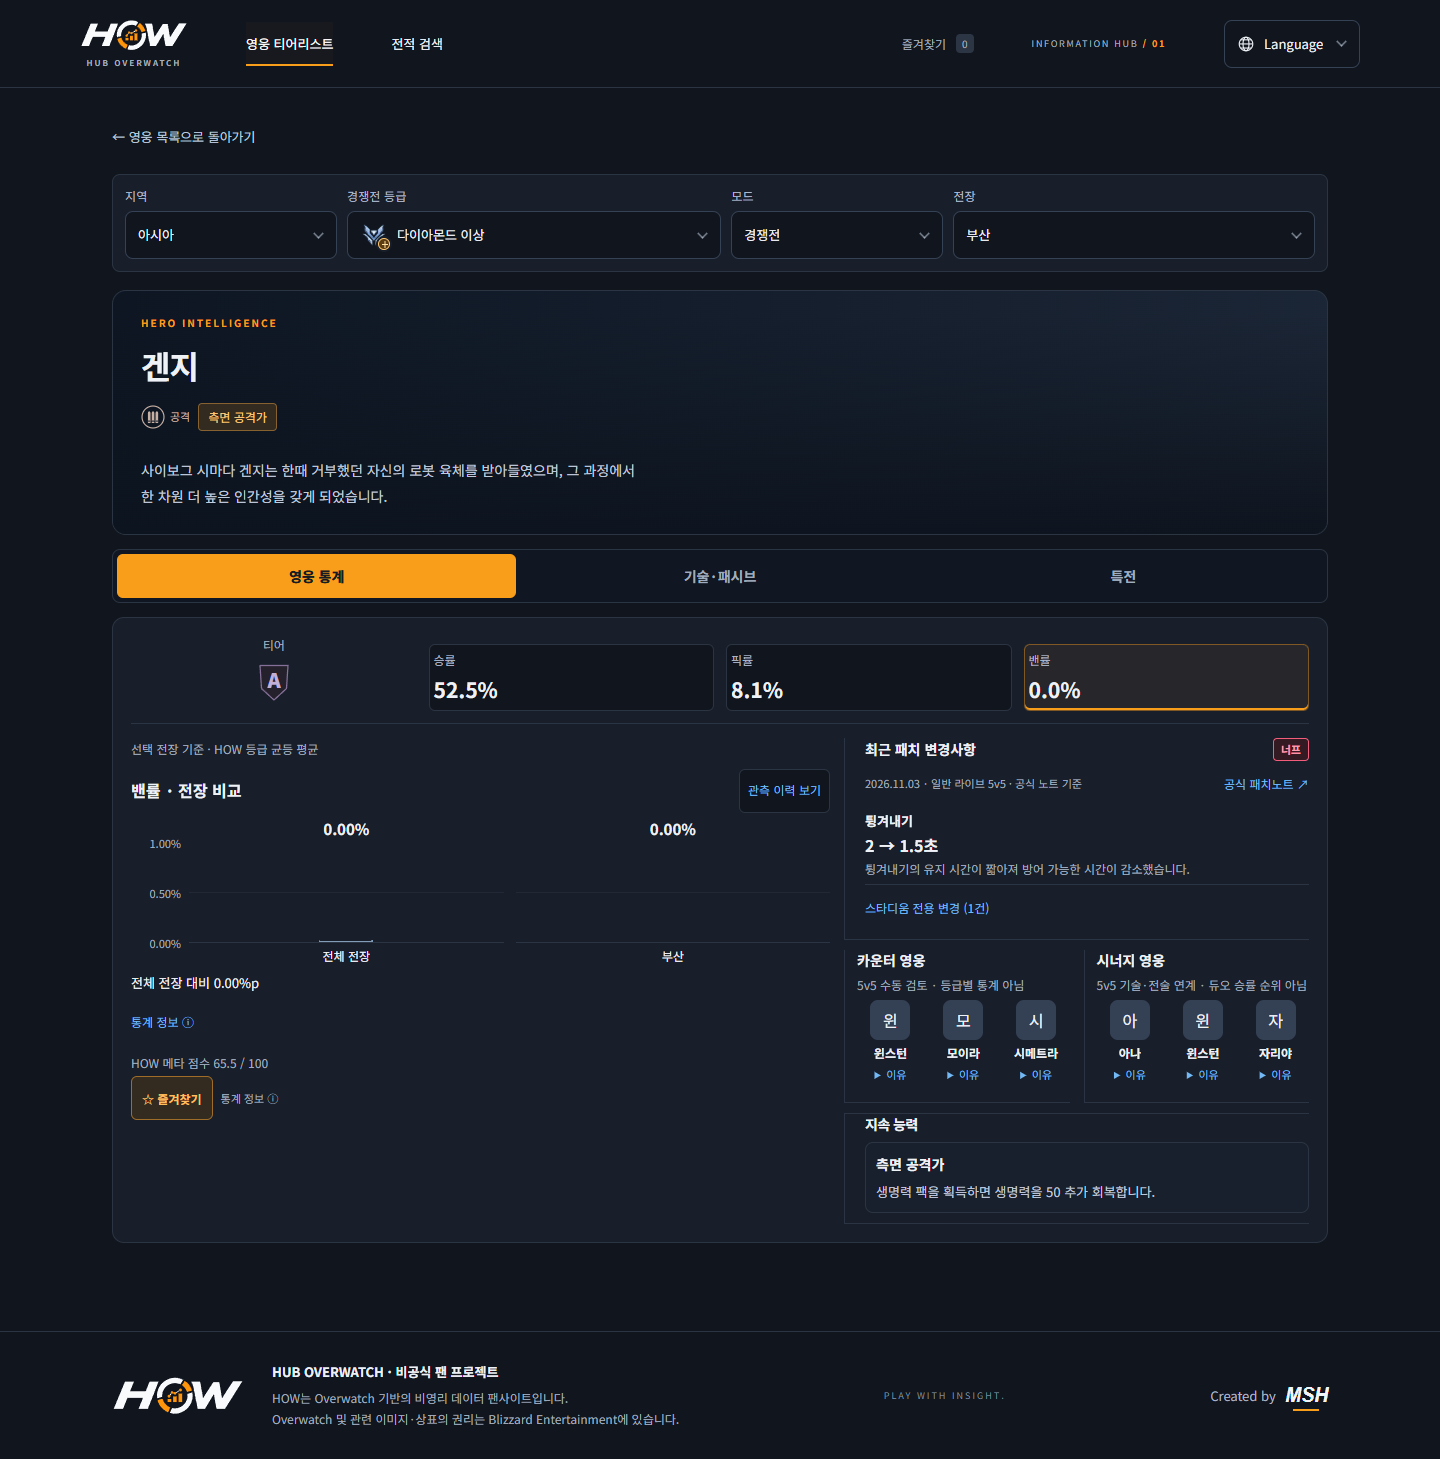 HOW
HUB OVERWATCH
영웅 티어리스트
전적 검색
즐겨찾기 0
INFORMATION HUB / 01
Language
← 영웅 목록으로 돌아가기
지역
경쟁전 등급
모드
전장
아시아
다이아몬드 이상
경쟁전
부산
HERO INTELLIGENCE
겐지
공격
측면 공격가
사이보그 시마다 겐지는 한때 거부했던 자신의 로봇 육체를 받아들였으며, 그 과정에서
한 차원 더 높은 인간성을 갖게 되었습니다.
영웅 통계
기술·패시브
특전
티어
A
승률
52.5%
픽률
8.1%
밴률
0.0%
선택 전장 기준 · HOW 등급 균등 평균
밴률 · 전장 비교
관측 이력 보기
0.00%
0.00%
1.00%
0.50%
0.00%
전체 전장
부산
전체 전장 대비 0.00%p
통계 정보 ⓘ
HOW 메타 점수 65.5 / 100
☆ 즐겨찾기
통계 정보 ⓘ
최근 패치 변경사항
너프
2026.11.03 · 일반 라이브 5v5 · 공식 노트 기준
공식 패치노트 ↗
튕겨내기
2 → 1.5초
튕겨내기의 유지 시간이 짧아져 방어 가능한 시간이 감소했습니다.
스타디움 전용 변경 (1건)
카운터 영웅
5v5 수동 검토 · 등급별 통계 아님
윈
모
시
윈스턴
모이라
시메트라
▶ 이유
▶ 이유
▶ 이유
시너지 영웅
5v5 기술·전술 연계 · 듀오 승률 순위 아님
아
윈
자
아나
윈스턴
자리야
▶ 이유
▶ 이유
▶ 이유
지속 능력
측면 공격가
생명력 팩을 획득하면 생명력을 50 추가 회복합니다.
HOW
HUB OVERWATCH · 비공식 팬 프로젝트
HOW는 Overwatch 기반의 비영리 데이터 팬사이트입니다.
Overwatch 및 관련 이미지·상표의 권리는 Blizzard Entertainment에 있습니다.
PLAY WITH INSIGHT.
Created by MSH